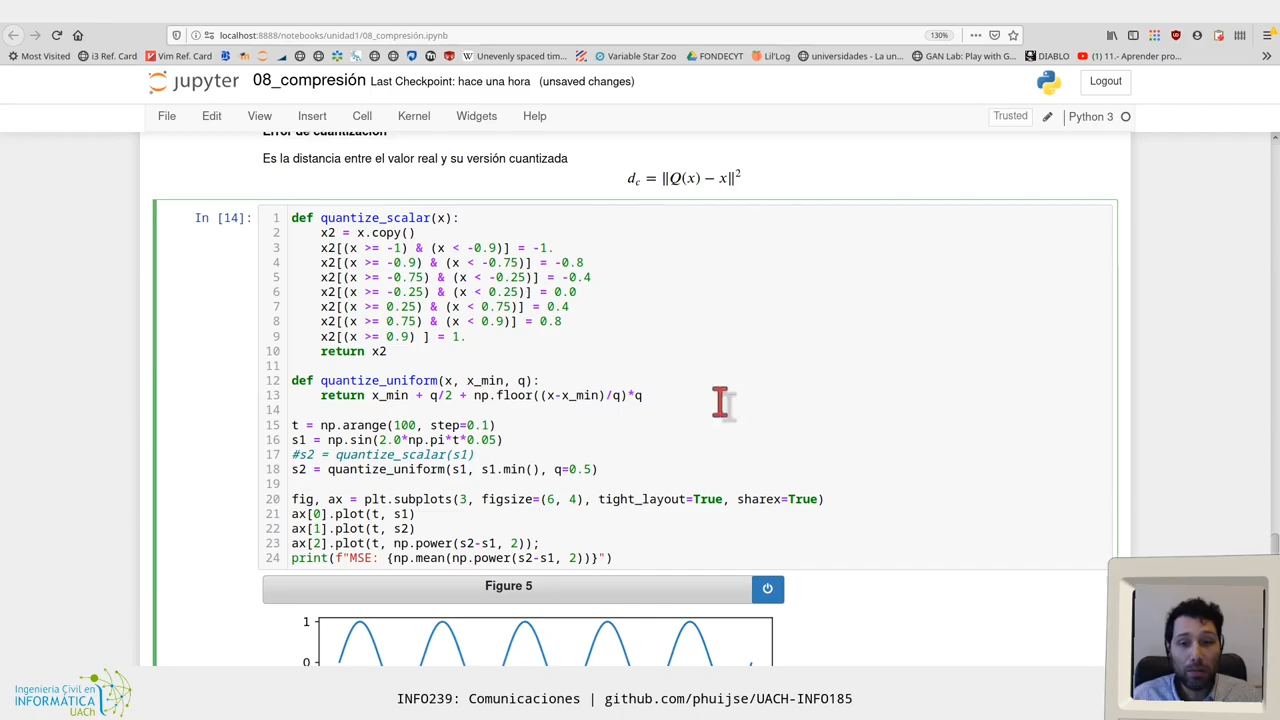 localhost:8888/notebooks/unidad1/08_compresión.ipynb
130%
Most Visited
i3 Ref. Card
Vim Ref. Card
Unevenly spaced tim...
Variable Star Zoo
FONDECYT
Lil'Log
universidades - La un...
GAN Lab: Play with G...
DIABLO
(1) 11.- Aprender pro...
jupyter 08_compresión Last Checkpoint: hace una hora (unsaved changes)
Logout
File Edit View Insert Cell Kernel Widgets Help
Trusted
Python 3
Error de cuantización
Es la distancia entre el valor real y su versión cuantizada
d_c = ‖Q(x) − x‖²
In [14]:
1 def quantize_scalar(x):
2 x2 = x.copy()
3 x2[(x >= -1) & (x < -0.9)] = -1.
4 x2[(x >= -0.9) & (x < -0.75)] = -0.8
5 x2[(x >= -0.75) & (x < -0.25)] = -0.4
6 x2[(x >= -0.25) & (x < 0.25)] = 0.0
7 x2[(x >= 0.25) & (x < 0.75)] = 0.4
8 x2[(x >= 0.75) & (x < 0.9)] = 0.8
9 x2[(x >= 0.9) ] = 1.
10 return x2
11
12 def quantize_uniform(x, x_min, q):
13 return x_min + q/2 + np.floor((x-x_min)/q)*q
14
15 t = np.arange(100, step=0.1)
16 s1 = np.sin(2.0*np.pi*t*0.05)
17 #s2 = quantize_scalar(s1)
18 s2 = quantize_uniform(s1, s1.min(), q=0.5)
19
20 fig, ax = plt.subplots(3, figsize=(6, 4), tight_layout=True, sharex=True)
21 ax[0].plot(t, s1)
22 ax[1].plot(t, s2)
23 ax[2].plot(t, np.power(s2-s1, 2));
24 print(f"MSE: {np.mean(np.power(s2-s1, 2))}")
Figure 5
1
0
Ingeniería Civil en
INFORMÁTICA
UACh
INFO239: Comunicaciones | github.com/phuijse/UACH-INFO185